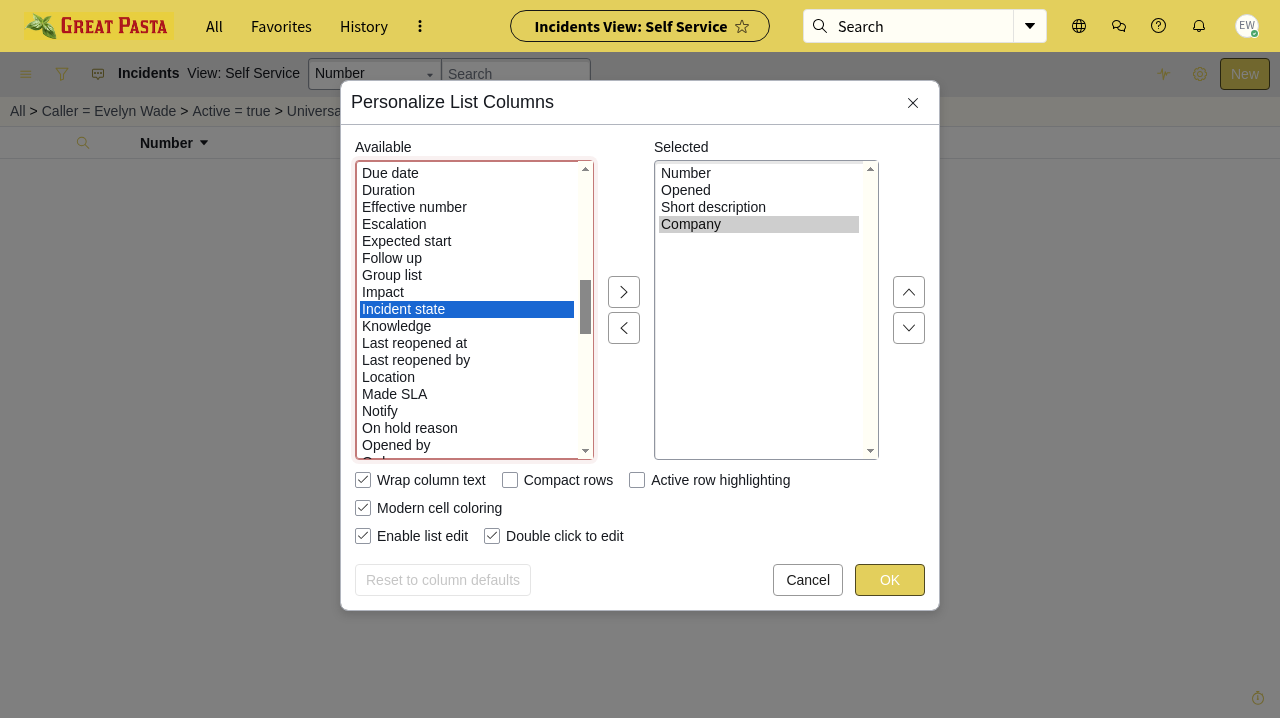 GREAT PASTA
All
Favorites
History
Incidents View: Self Service
Search
EW
Incidents View: Self Service
Number
Search
New
All > Caller = Evelyn Wade > Active = true >
Number
Personalize List Columns
Available
Due date
Duration
Effective number
Escalation
Expected start
Follow up
Group list
Impact
Incident state
Knowledge
Last reopened at
Last reopened by
Location
Made SLA
Notify
On hold reason
Opened by
Selected
Number
Opened
Short description
Company
Wrap column text
Compact rows
Active row highlighting
Modern cell coloring
Enable list edit
Double click to edit
Reset to column defaults
Cancel
OK